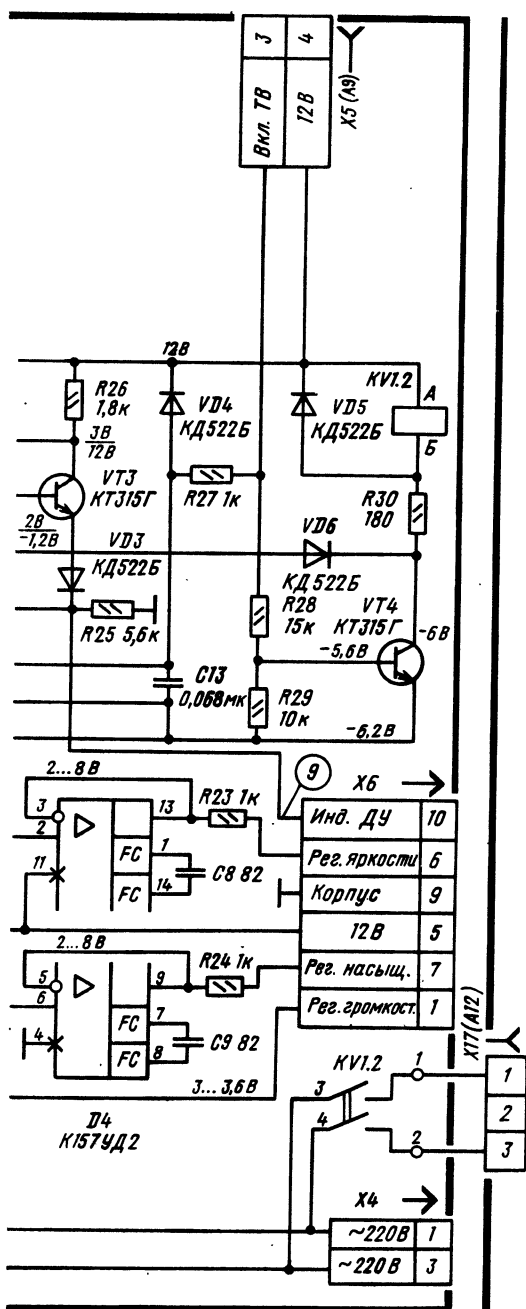 3
4
Вкл. ТВ
12В
X5 (А9)
12В
R26
1,8к
VD4
КД522Б
VD5
КД522Б
KV1.2
А
Б
3В
12В
VT3
КТ315Г
R27 1к
R30
180
2В
-1,2В
VD3
КД522Б
VD6
КД522Б
R28
15к
VT4
КТ315Г
-6В
R25 5,6к
-5,6В
С13
0,068мк
R29
10к
-6,2В
9
X6
2...8В
3
2
11
13
1
14
FC
FC
R23 1к
C8 82
Инд. ДУ 10
Рег. яркости 6
Корпус 9
12В 5
Рег. насыщ. 7
Рег. громкост. 1
2...8В
5
6
4
9
7
8
FC
FC
R24 1к
C9 82
X17(А12)
3...3,6В
D4
К157УД2
KV1.2
3
4
1
2
1
2
3
X4
~220В 1
~220В 3